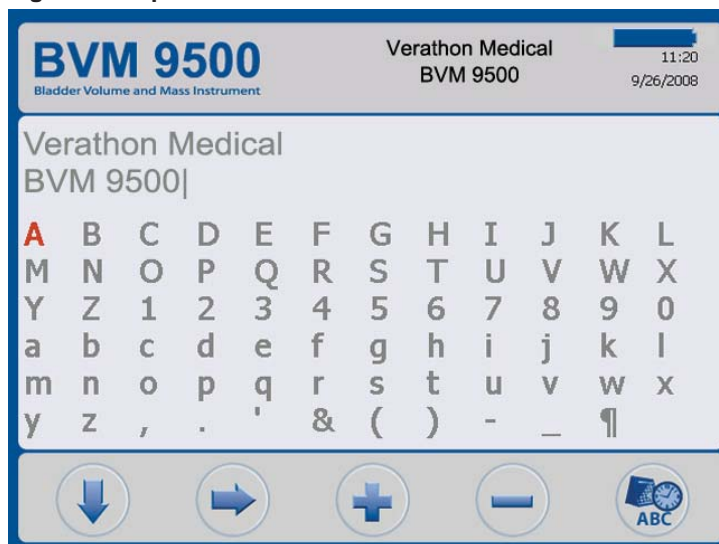 BVM 9500
Bladder Volume and Mass Instrument
Verathon Medical
BVM 9500
11:20
9/26/2008
Verathon Medical
BVM 9500|
A B C D E F G H I J K L
M N O P Q R S T U V W X
Y Z 1 2 3 4 5 6 7 8 9 0
a b c d e f g h i j k l
m n o p q r s t u v w x
y z , . ' & ( ) - _ ¶
ABC